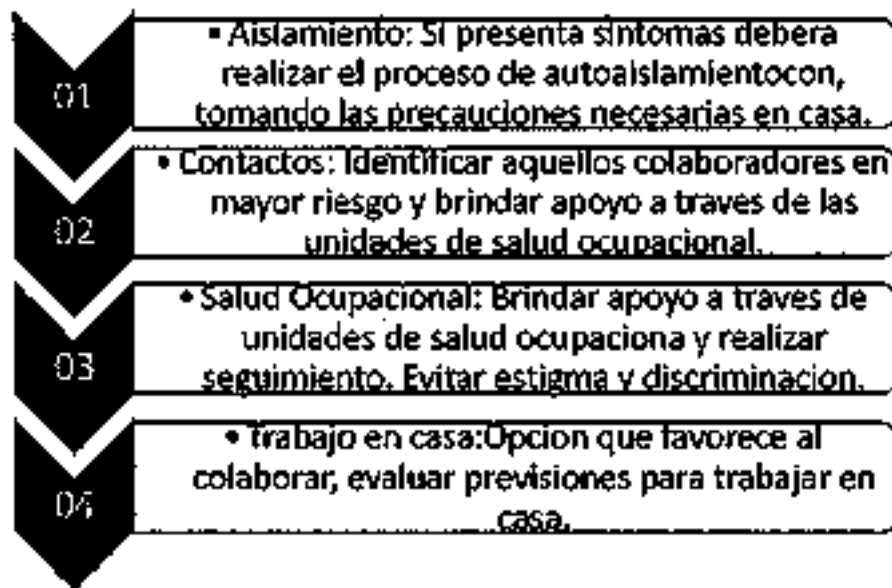 01
• Aislamiento: Si presenta sintomas debera
realizar el proceso de autoaislamientocon,
tomando las precauciones necesarias en casa.
02
• Contactos: Identificar aquellos colaboradores en
mayor riesgo y brindar apoyo a traves de las
unidades de salud ocupacional.
03
• Salud Ocupacional: Brindar apoyo a traves de
unidades de salud ocupaciona y realizar
seguimiento. Evitar estigma y discriminacion.
04
• Trabajo en casa:Opcion que favorece al
colaborar, evaluar previsiones para trabajar en
casa.